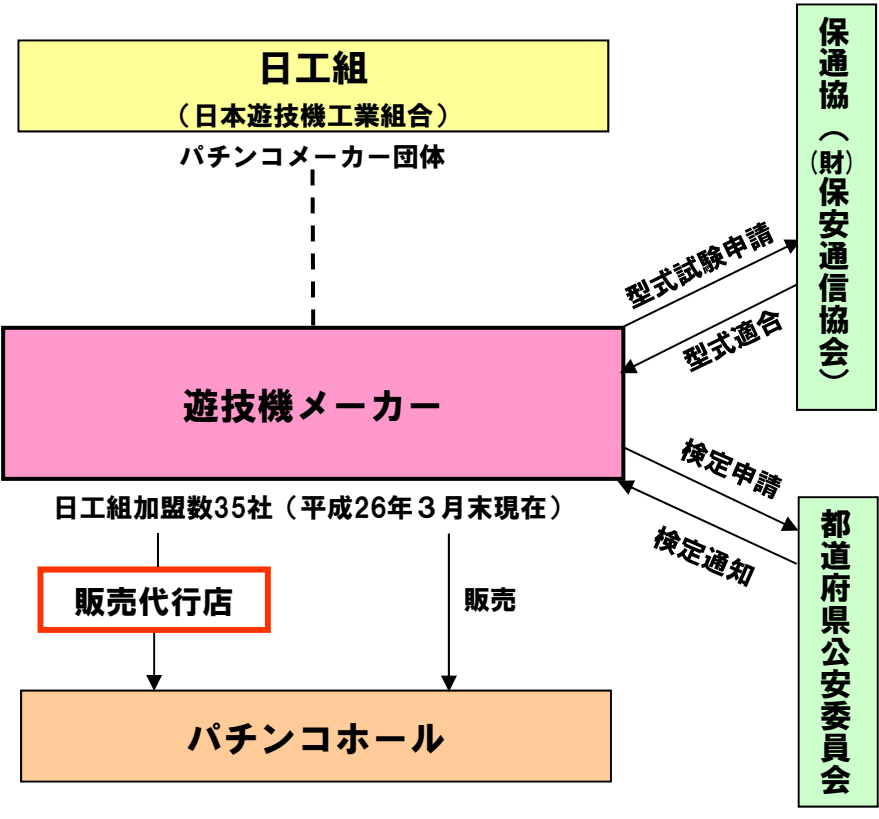 日工組
（日本遊技機工業組合）
パチンコメーカー団体
保通協（(財)保安通信協会）
型式試験申請
型式適合
遊技機メーカー
検定申請
検定通知
日工組加盟数35社（平成26年３月末現在）
都道府県公安委員会
販売代行店
販売
パチンコホール